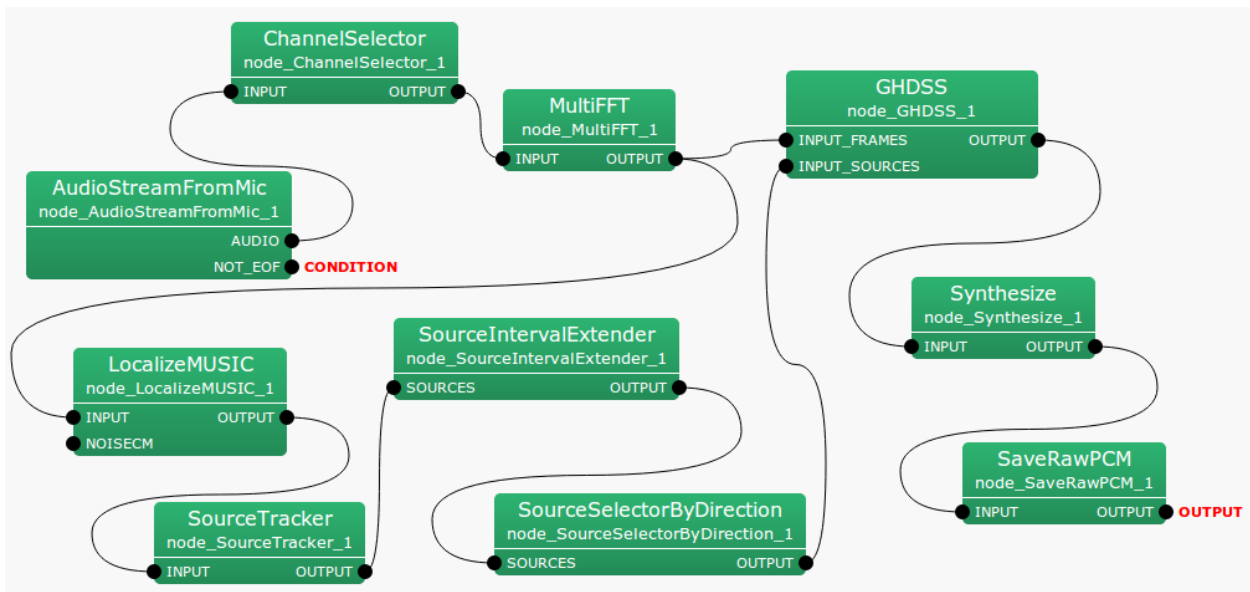 ChannelSelector
node_ChannelSelector_1
INPUT OUTPUT
MultiFFT
node_MultiFFT_1
INPUT OUTPUT
GHDSS
node_GHDSS_1
INPUT_FRAMES OUTPUT
INPUT_SOURCES
AudioStreamFromMic
node_AudioStreamFromMic_1
AUDIO
NOT_EOF CONDITION
Synthesize
node_Synthesize_1
INPUT OUTPUT
SourceIntervalExtender
node_SourceIntervalExtender_1
SOURCES OUTPUT
LocalizeMUSIC
node_LocalizeMUSIC_1
INPUT OUTPUT
NOISECM
SaveRawPCM
node_SaveRawPCM_1
INPUT OUTPUT OUTPUT
SourceTracker
node_SourceTracker_1
INPUT OUTPUT
SourceSelectorByDirection
node_SourceSelectorByDirection_1
SOURCES OUTPUT